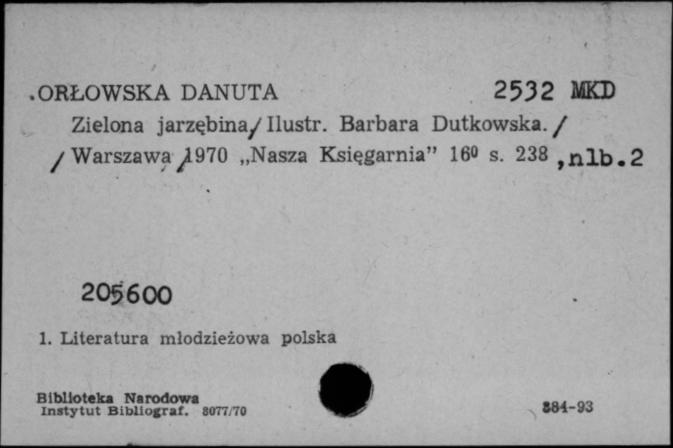 ORŁOWSKA DANUTA 2532 MKD
Zielona jarzębina/ Ilustr. Barbara Dutkowska. /
/ Warszawa /1970 „Nasza Księgarnia” 16⁰ s. 238 ,nlb.2
205600
1. Literatura młodzieżowa polska
Biblioteka Narodowa
Instytut Bibliograf. 8077/70 884-93